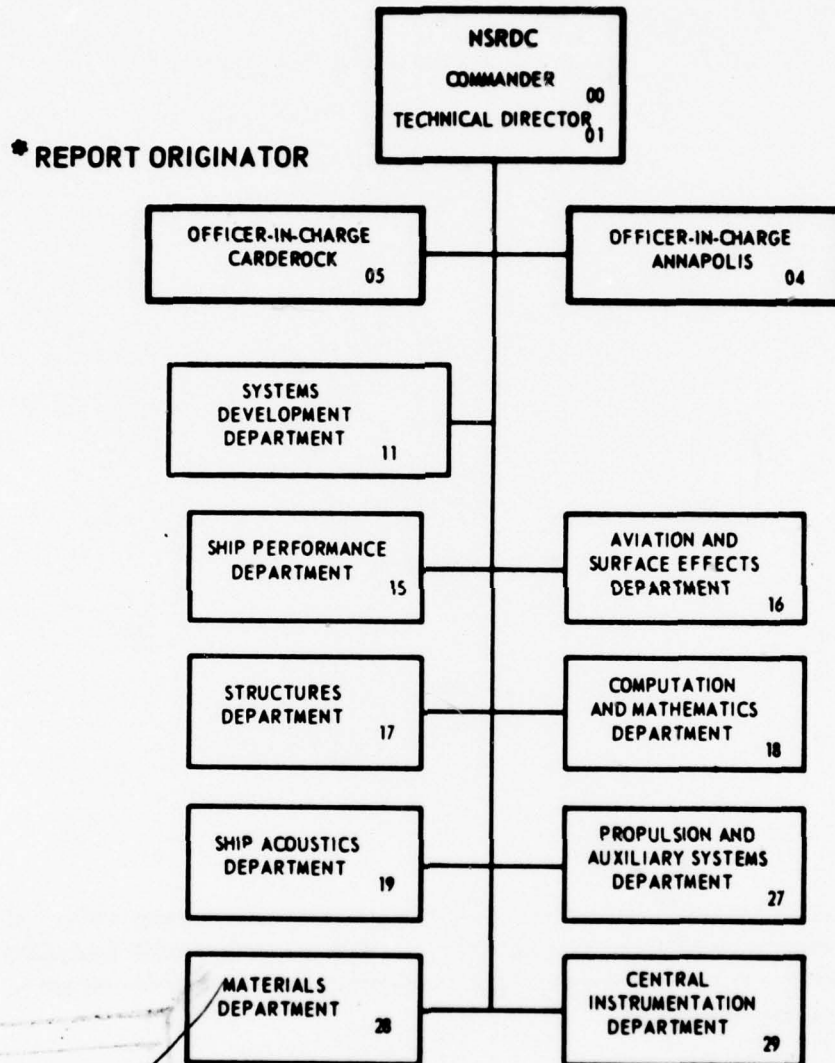 NSRDC
COMMANDER
00
TECHNICAL DIRECTOR
01
* REPORT ORIGINATOR
OFFICER-IN-CHARGE
CARDEROCK
05
OFFICER-IN-CHARGE
ANNAPOLIS
04
SYSTEMS
DEVELOPMENT
DEPARTMENT
11
SHIP PERFORMANCE
DEPARTMENT
15
AVIATION AND
SURFACE EFFECTS
DEPARTMENT
16
STRUCTURES
DEPARTMENT
17
COMPUTATION
AND MATHEMATICS
DEPARTMENT
18
SHIP ACOUSTICS
DEPARTMENT
19
PROPULSION AND
AUXILIARY SYSTEMS
DEPARTMENT
27
MATERIALS
DEPARTMENT
28
CENTRAL
INSTRUMENTATION
DEPARTMENT
29